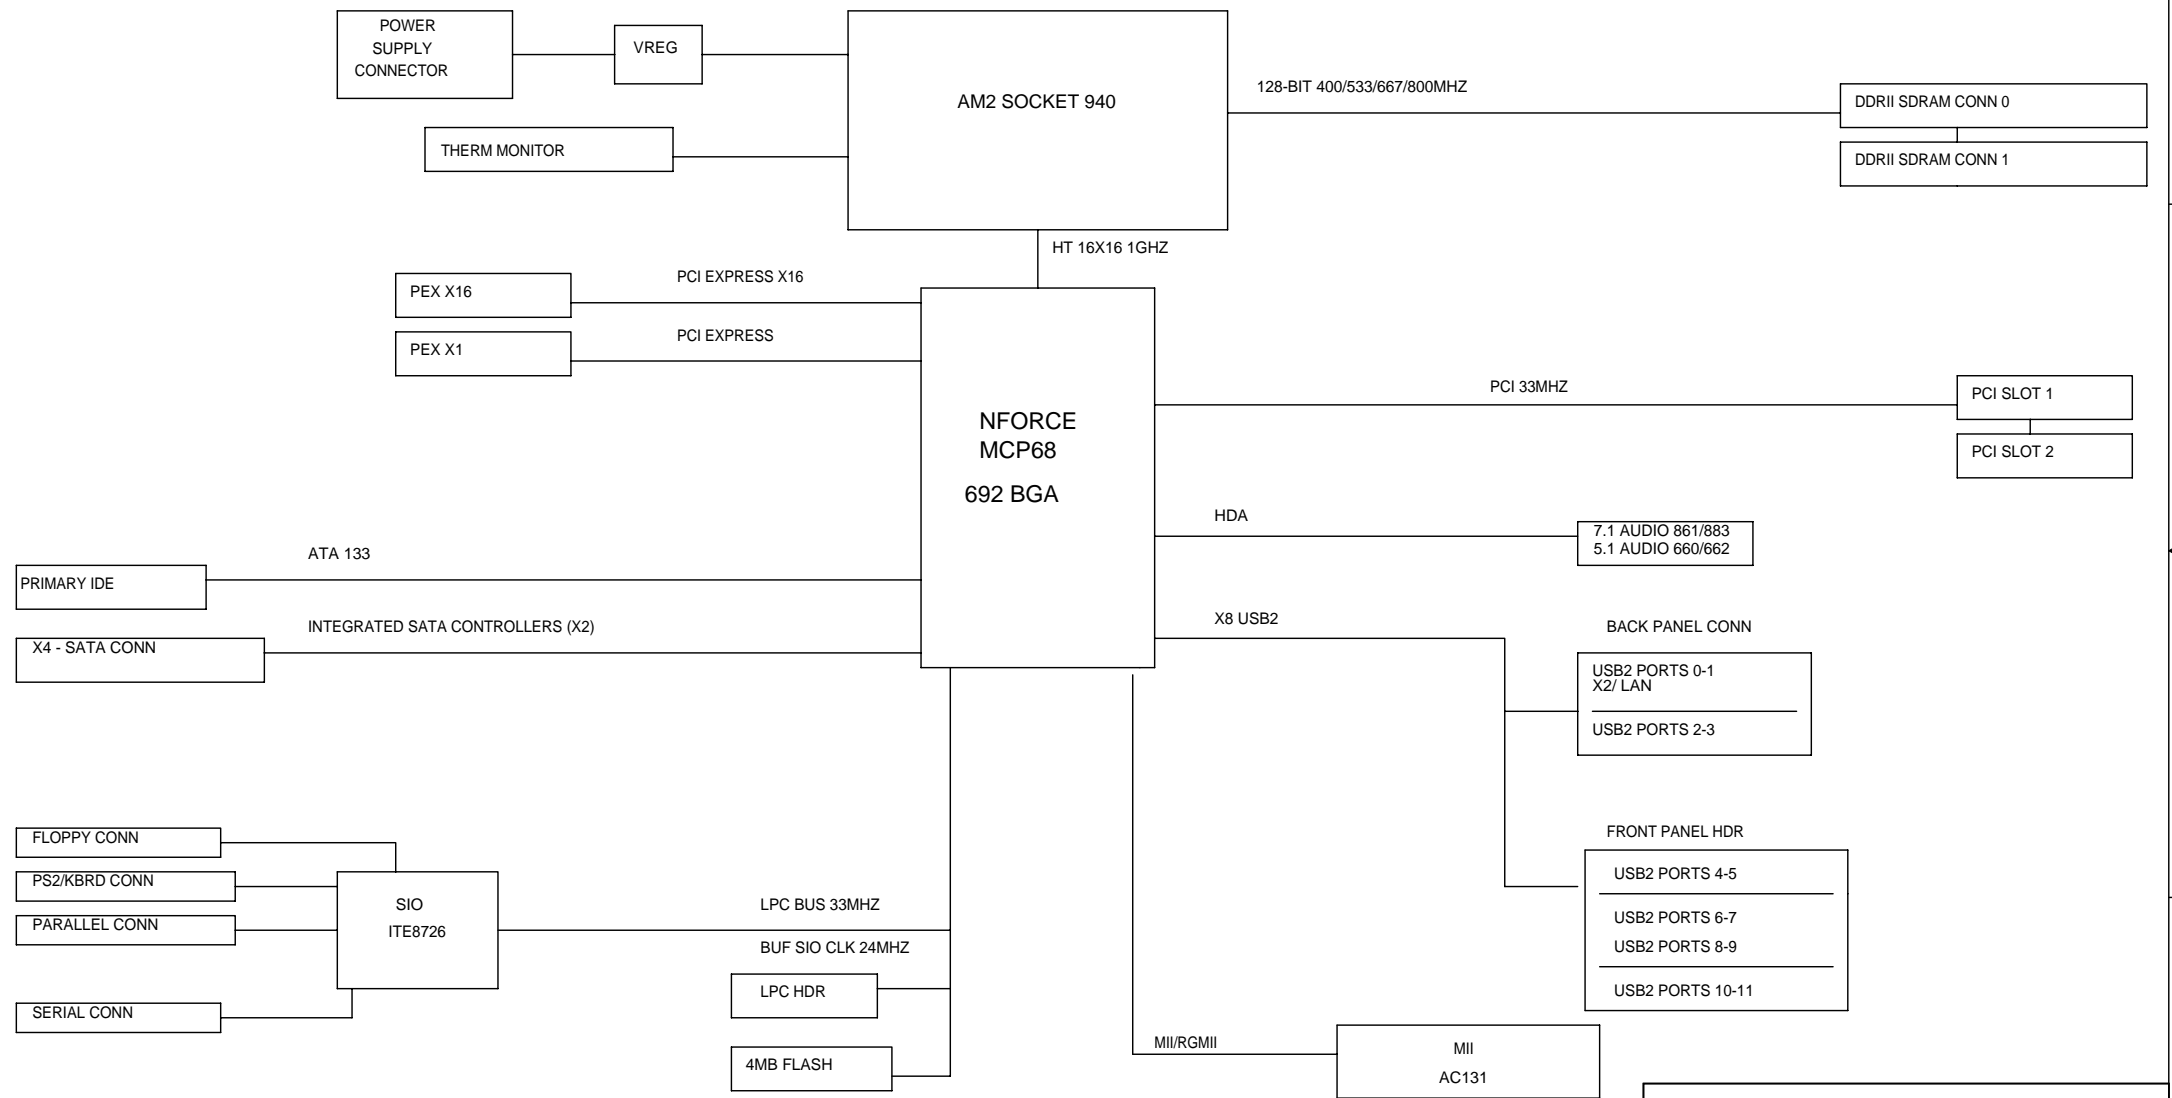 POWER
SUPPLY
CONNECTOR
VREG
AM2 SOCKET 940
128-BIT 400/533/667/800MHZ
DDRII SDRAM CONN 0
THERM MONITOR
DDRII SDRAM CONN 1
HT 16X16 1GHZ
PEX X16
PCI EXPRESS X16
PEX X1
PCI EXPRESS
PCI 33MHZ
PCI SLOT 1
PCI SLOT 2
NFORCE
MCP68
692 BGA
HDA
7.1 AUDIO 861/883
5.1 AUDIO 660/662
ATA 133
PRIMARY IDE
INTEGRATED SATA CONTROLLERS (X2)
X4 - SATA CONN
X8 USB2
BACK PANEL CONN
USB2 PORTS 0-1
X2/ LAN
USB2 PORTS 2-3
FLOPPY CONN
PS2/KBRD CONN
PARALLEL CONN
SERIAL CONN
SIO
ITE8726
LPC BUS 33MHZ
BUF SIO CLK 24MHZ
LPC HDR
4MB FLASH
FRONT PANEL HDR
USB2 PORTS 4-5
USB2 PORTS 6-7
USB2 PORTS 8-9
USB2 PORTS 10-11
MII/RGMII
MII
AC131